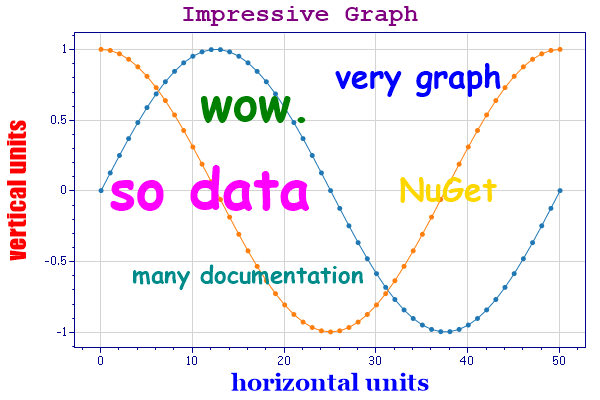 Impressive Graph
very graph
wow.
so data
NuGet
many documentation
vertical units
1
0.5
0
-0.5
-1
0 10 20 30 40 50
horizontal units